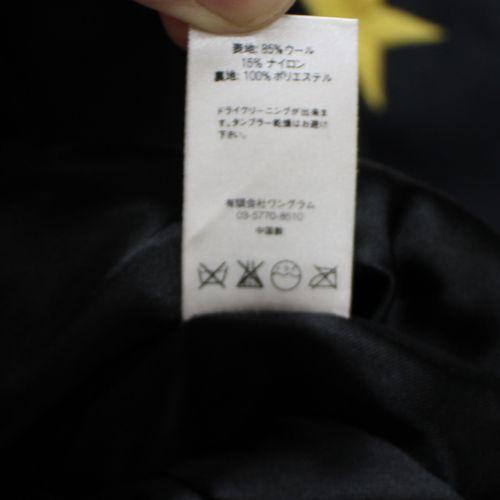 表地: 85%ウール
15% ナイロン
裏地: 100%ポリエステル
ドライクリーニングが出来ま
す。タンブラー乾燥はお避け
下さい。
有限会社ワングラム
03-5770-8510
中国製